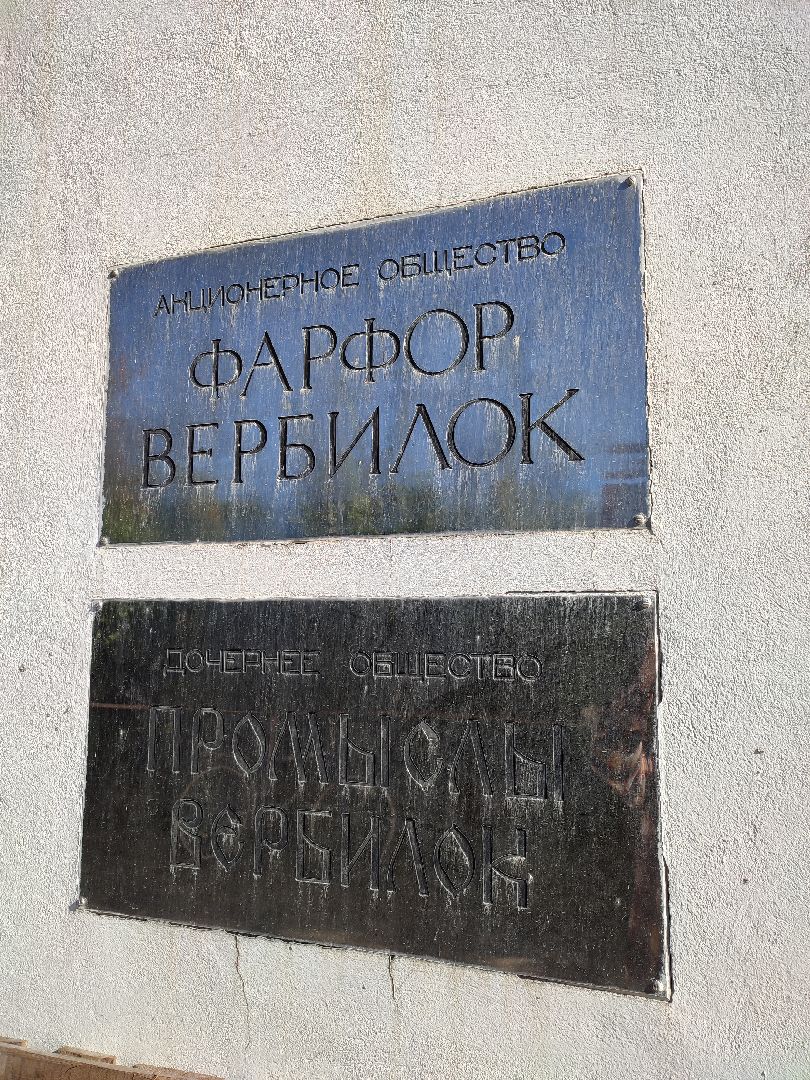 АКЦИОНЕРНОЕ ОБЩЕСТВО
ФАРФОР
ВЕРБИЛОК
ДОЧЕРНЕЕ ОБЩЕСТВО
ПРОМЫСЛЫ
ВЕРБИЛОК